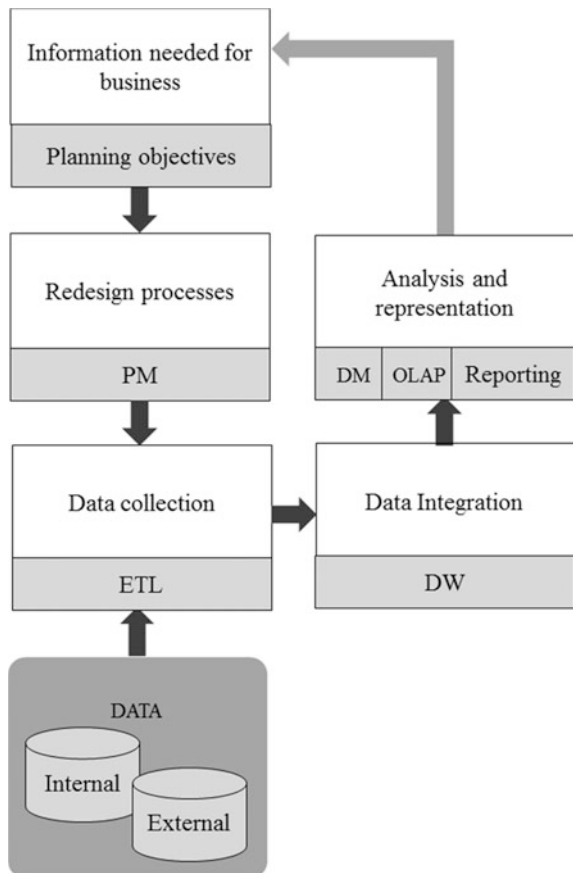 Information needed for
business
Planning objectives
Redesign processes
PM
Data collection
ETL
DATA
Internal
External
Data Integration
DW
Analysis and
representation
DM
OLAP
Reporting